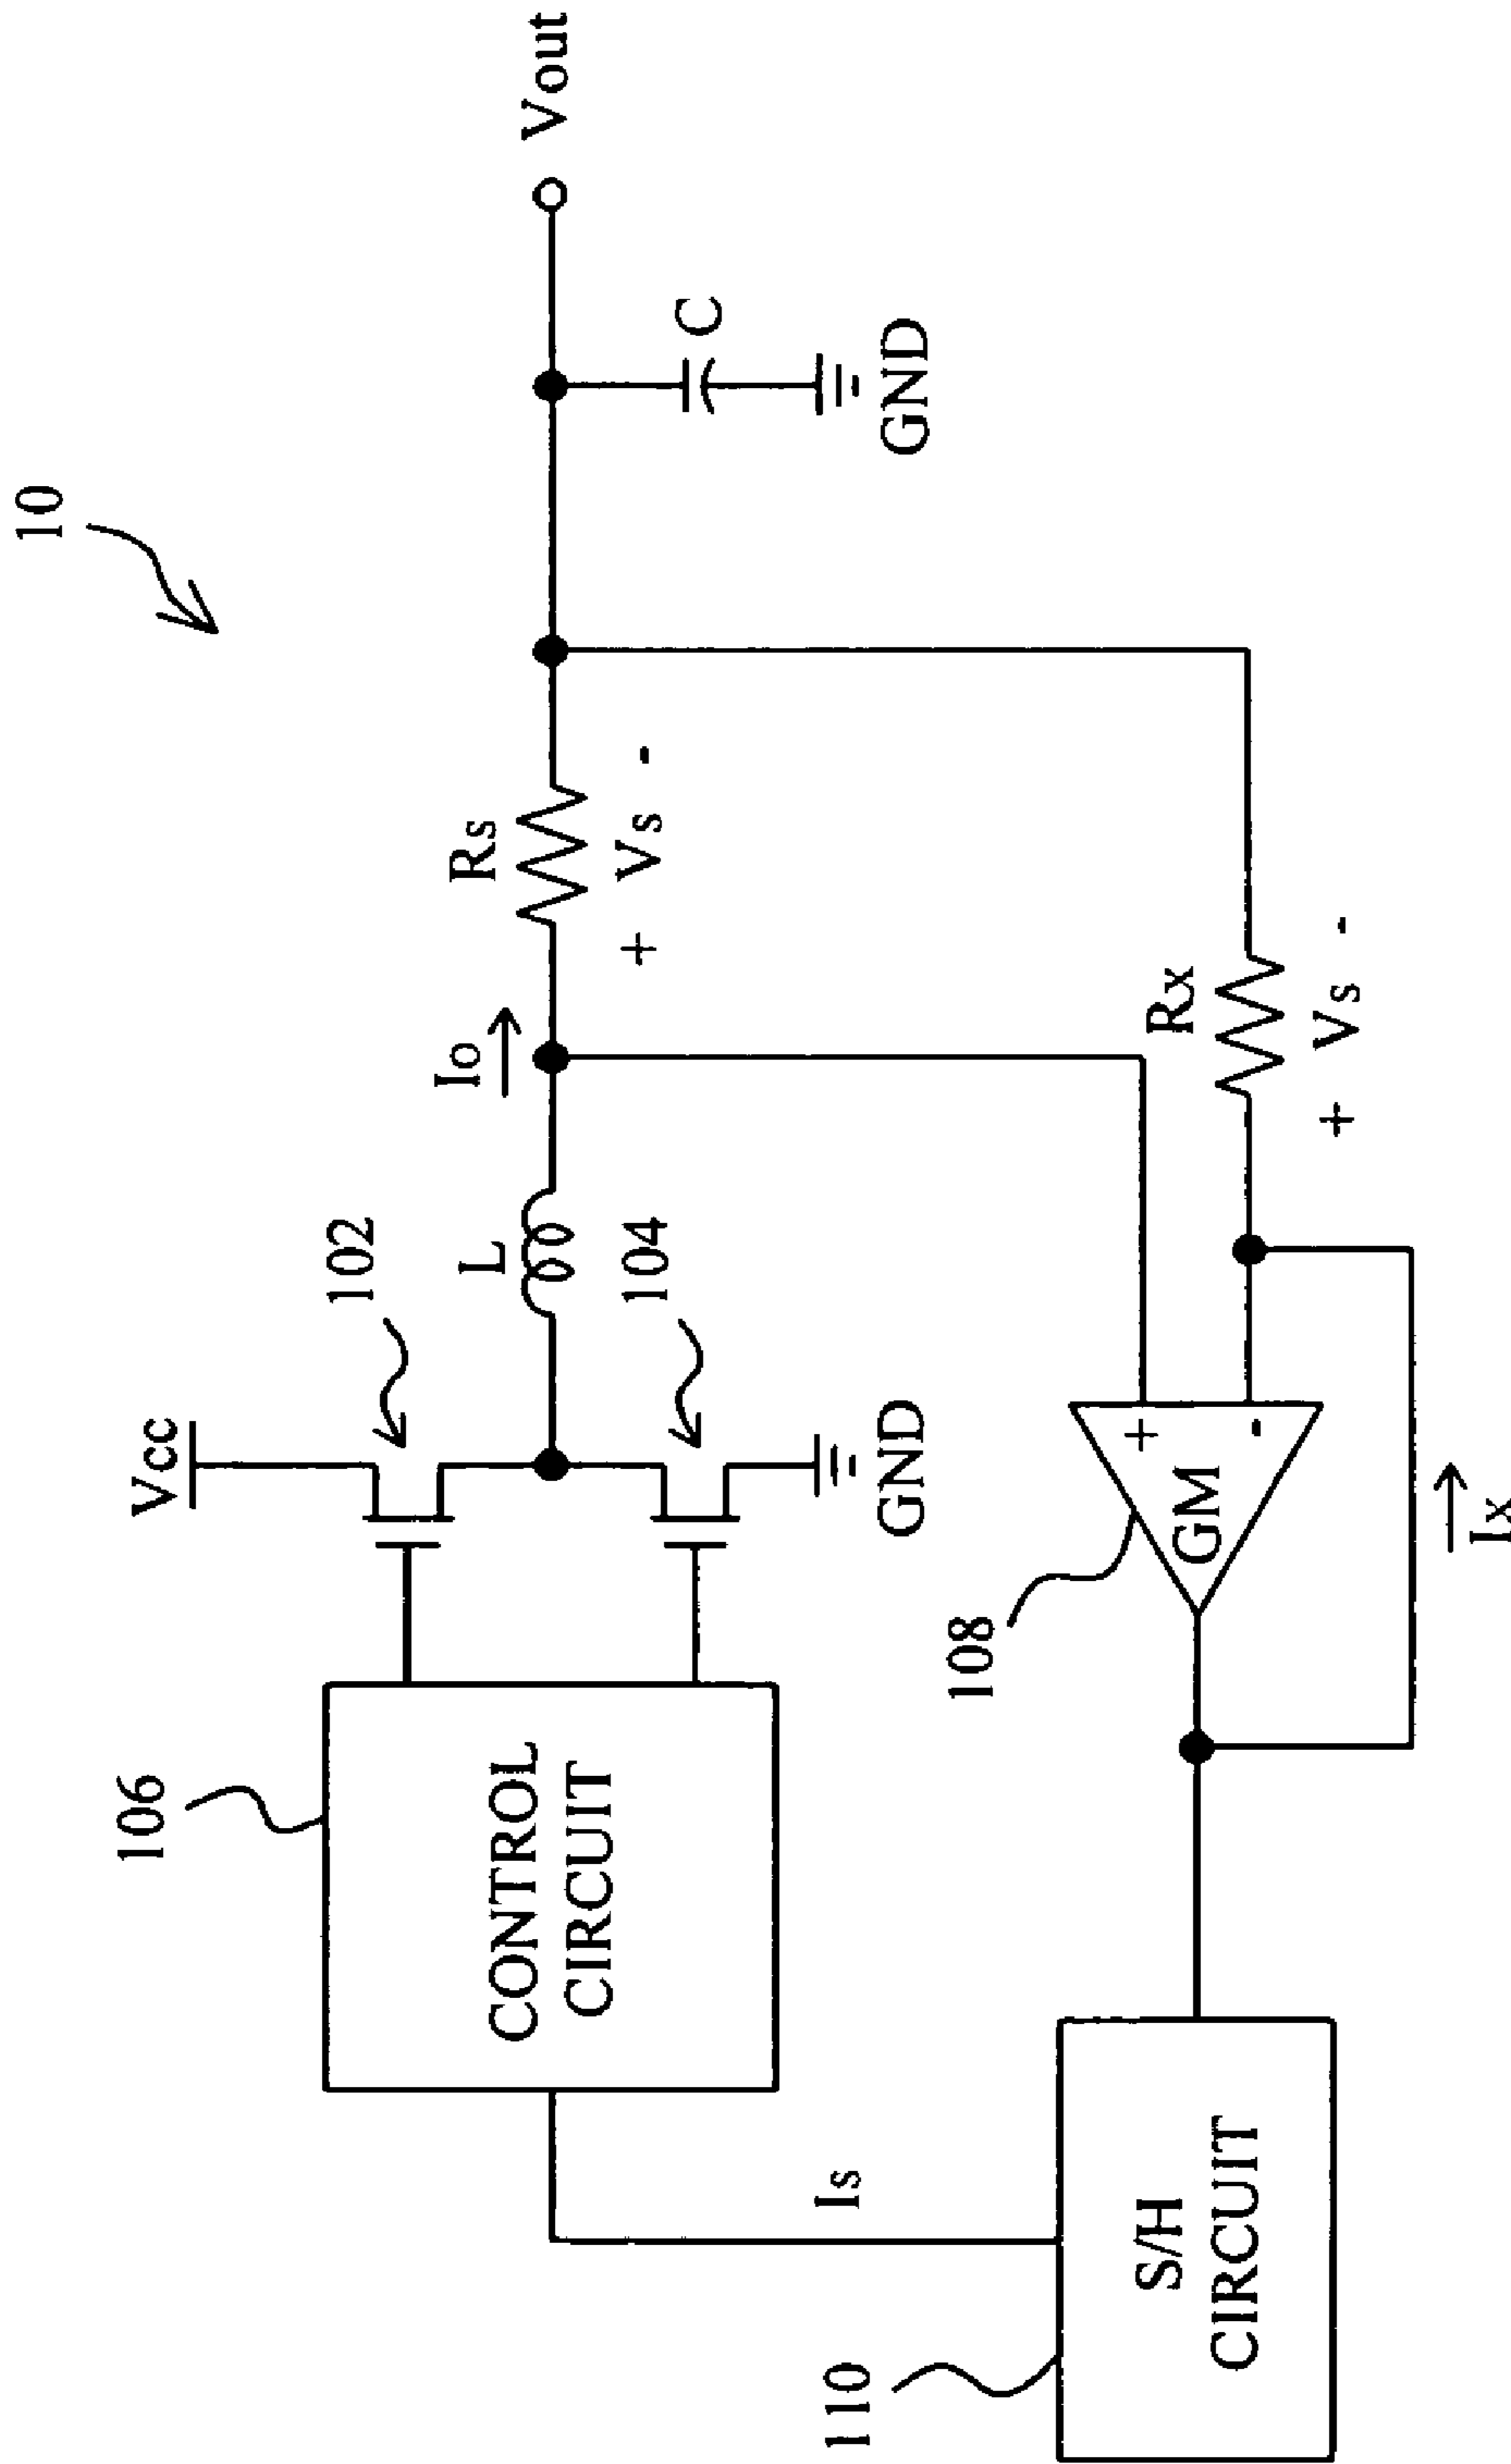 10
Vcc
102
106
CONTROL
CIRCUIT
L
Io
Rs
Vout
+ Vs -
104
C
GND
GND
Is
108
110
S/H
CIRCUIT
GM
+
-
Rx
+ Vs -
Ix